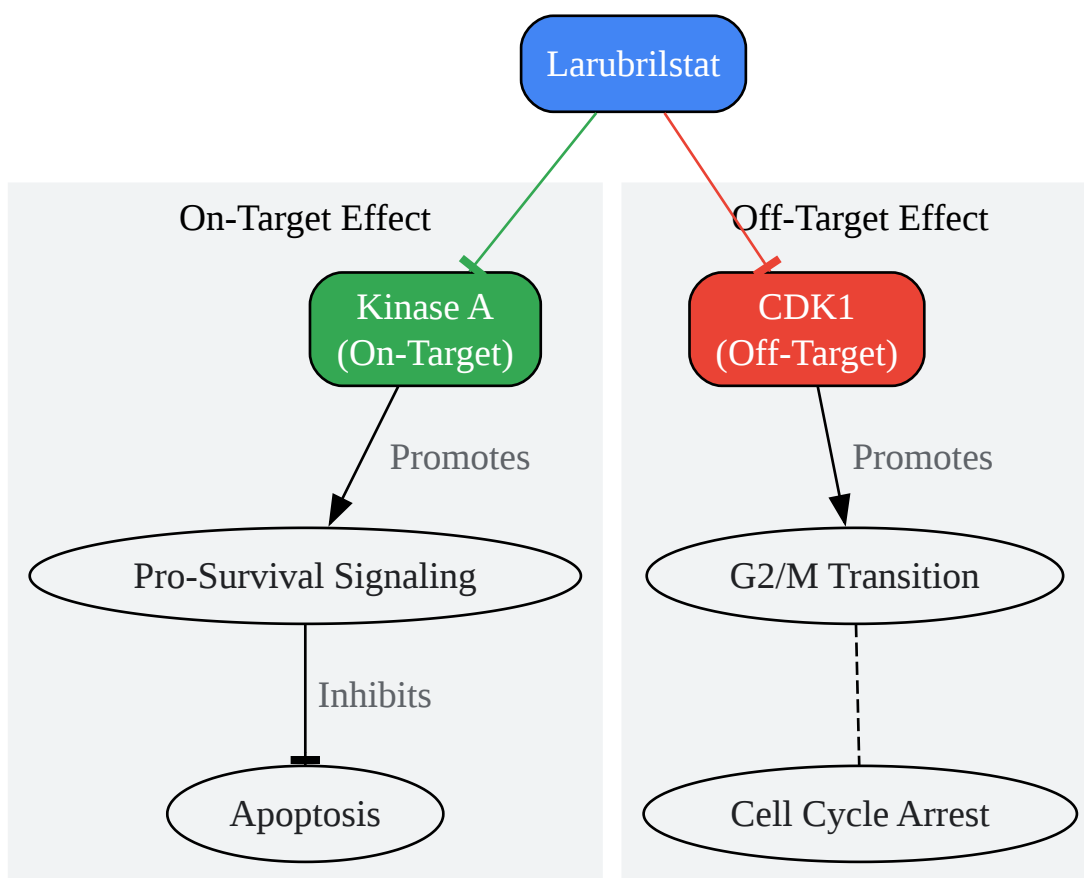 Larubrilstat
On-Target Effect
Off-Target Effect
Kinase A
(On-Target)
CDK1
(Off-Target)
Promotes
Promotes
Pro-Survival Signaling
G2/M Transition
Inhibits
Apoptosis
Cell Cycle Arrest